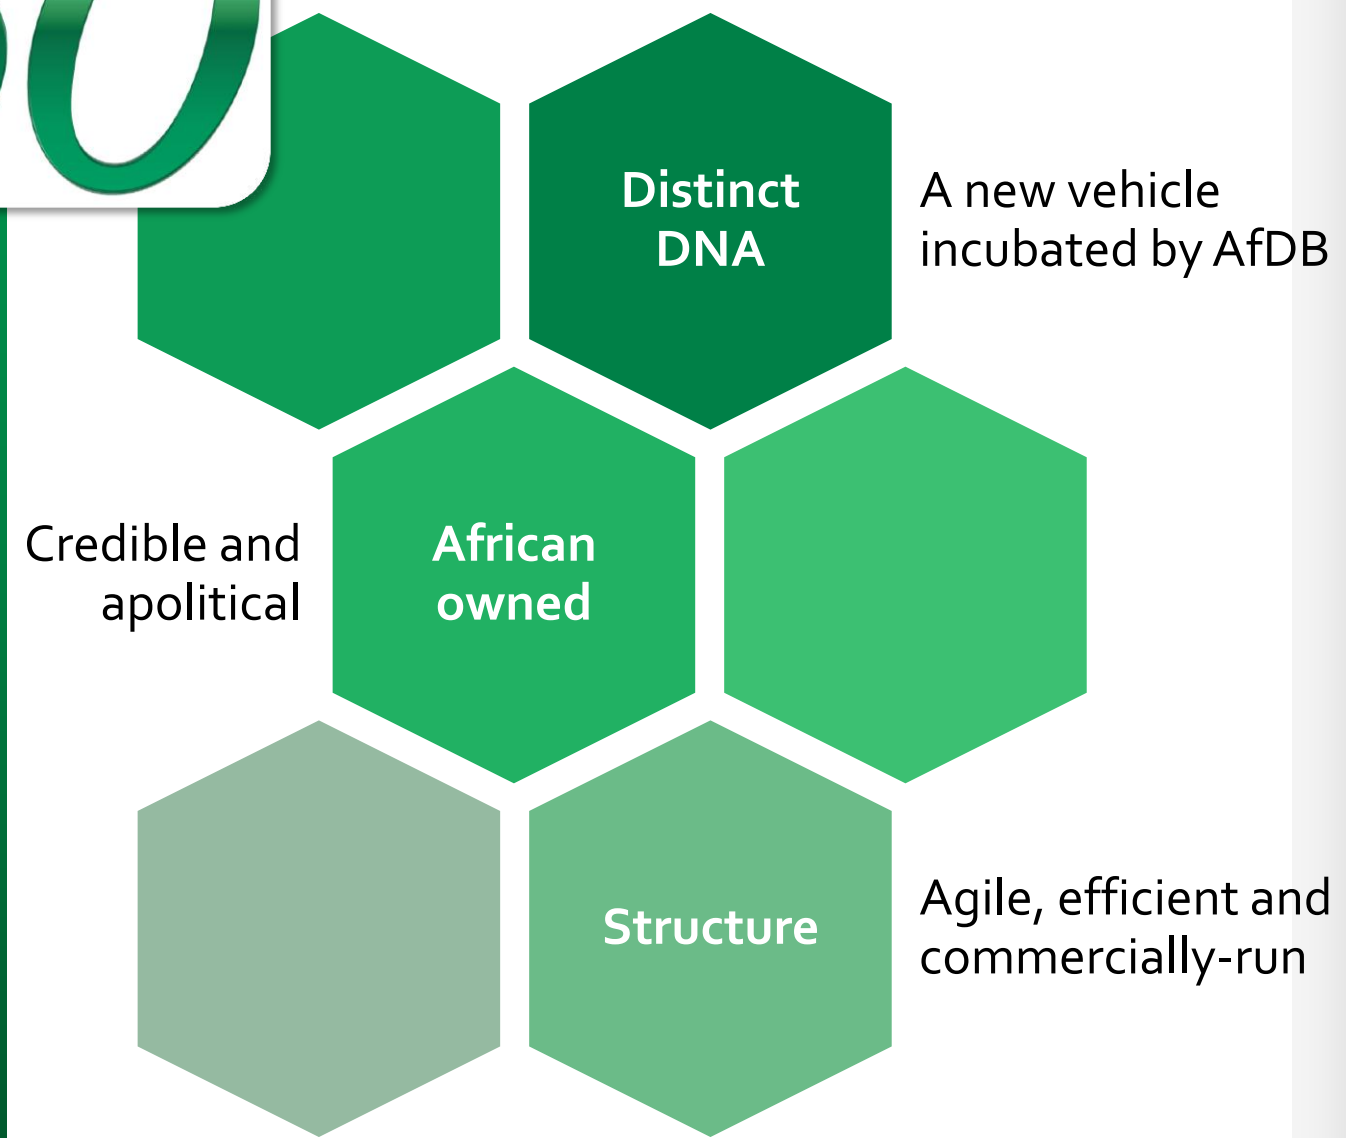 Distinct
DNA
A new vehicle
incubated by AfDB
Credible and
apolitical
African
owned
Structure
Agile, efficient and
commercially-run